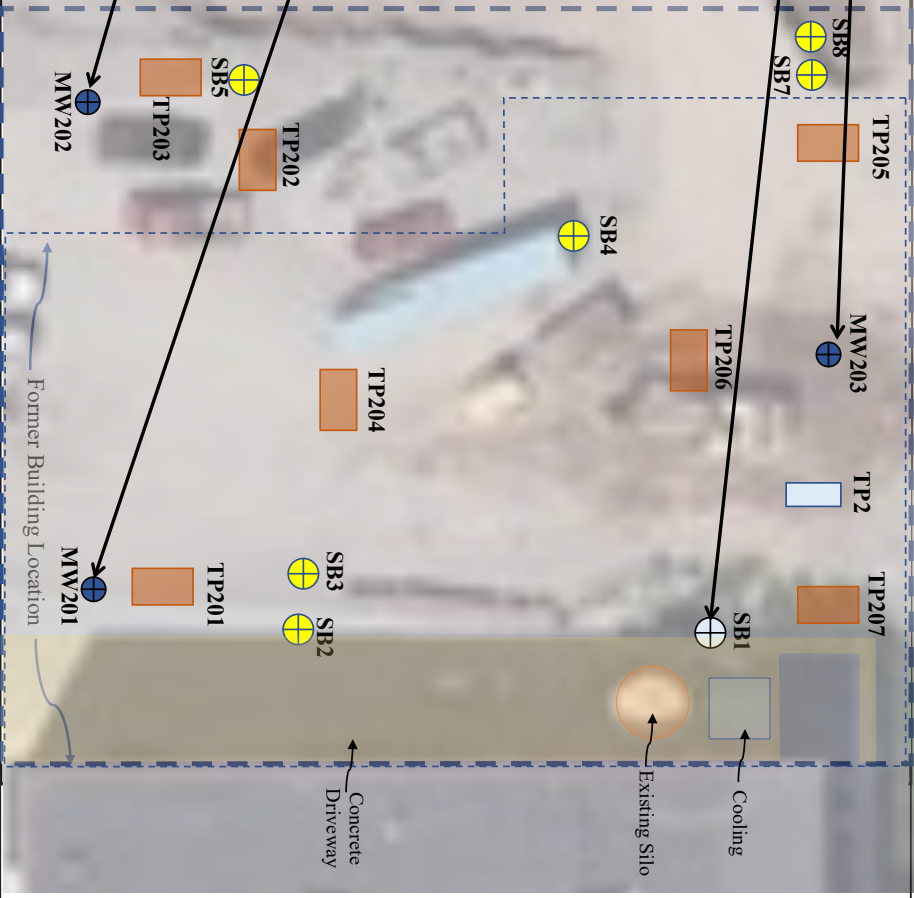 SB8
SB7
TP205
SB5
MW202
TP203
TP202
SB4
MW203
TP206
TP204
TP2
Former Building Location
MW201
TP201
SB3
SB2
TP207
SB1
Cooling
Existing Silo
Concrete
Driveway